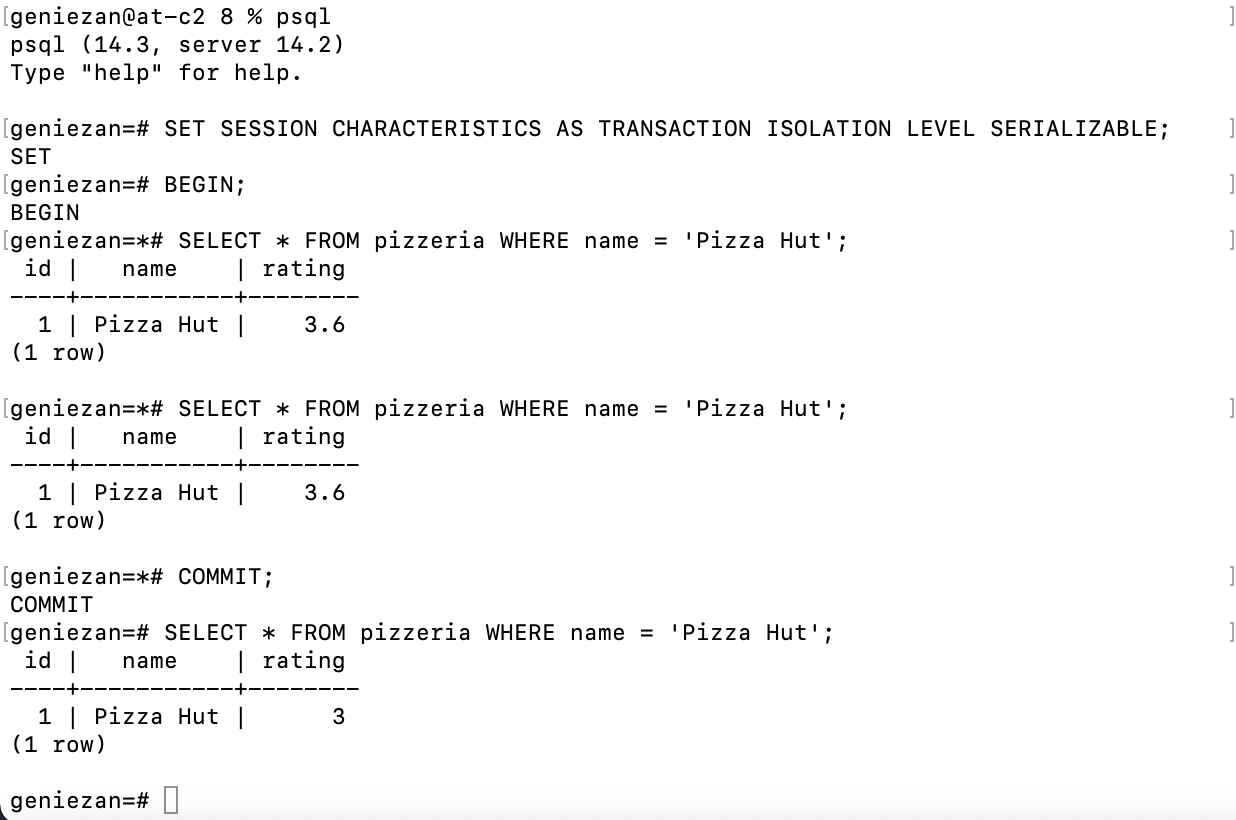 [geniezan@at-c2 8 % psql ]
psql (14.3, server 14.2)
Type "help" for help.

[geniezan=# SET SESSION CHARACTERISTICS AS TRANSACTION ISOLATION LEVEL SERIALIZABLE; ]
SET
[geniezan=# BEGIN; ]
BEGIN
[geniezan=*# SELECT * FROM pizzeria WHERE name = 'Pizza Hut'; ]
 id |   name    | rating
----+-----------+--------
  1 | Pizza Hut |    3.6
(1 row)

[geniezan=*# SELECT * FROM pizzeria WHERE name = 'Pizza Hut'; ]
 id |   name    | rating
----+-----------+--------
  1 | Pizza Hut |    3.6
(1 row)

[geniezan=*# COMMIT; ]
COMMIT
[geniezan=# SELECT * FROM pizzeria WHERE name = 'Pizza Hut'; ]
 id |   name    | rating
----+-----------+--------
  1 | Pizza Hut |      3
(1 row)

geniezan=#